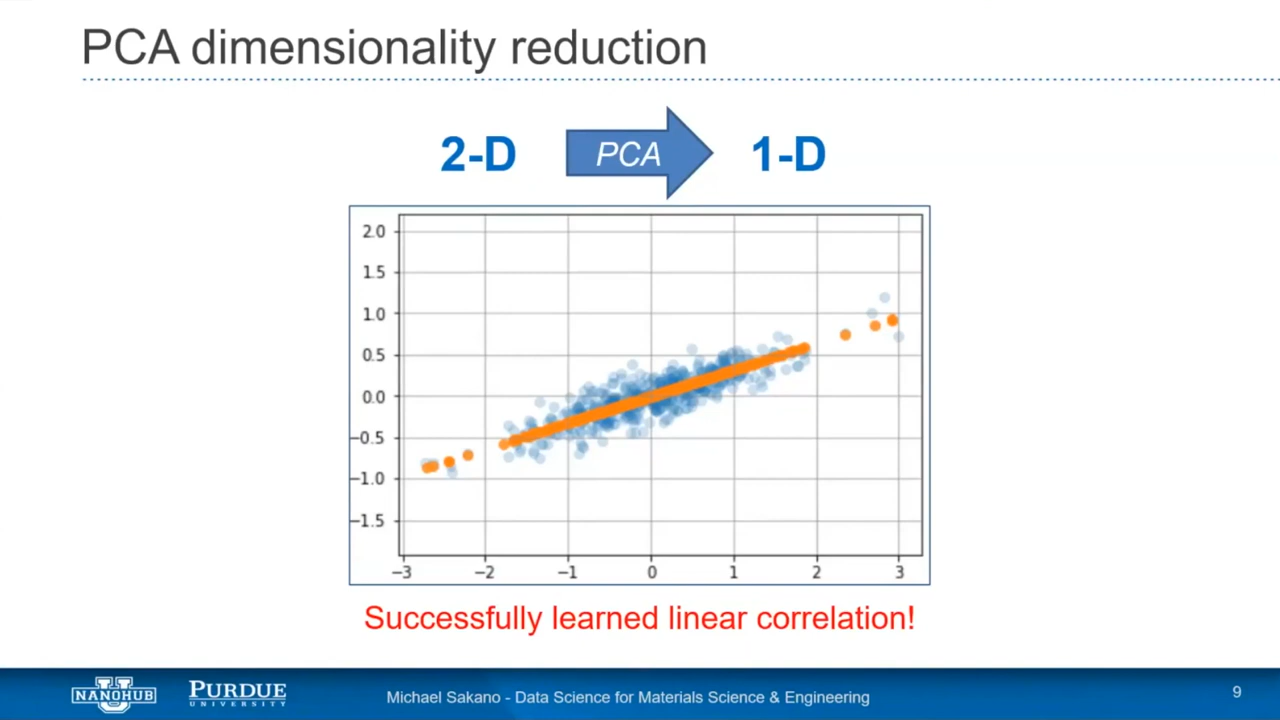 PCA dimensionality reduction
2-D PCA 1-D
2.0
1.5
1.0
0.5
0.0
−0.5
−1.0
−1.5
−3 −2 −1 0 1 2 3
Successfully learned linear correlation!
NANOHUB
PURDUE
UNIVERSITY
Michael Sakano - Data Science for Materials Science & Engineering
9